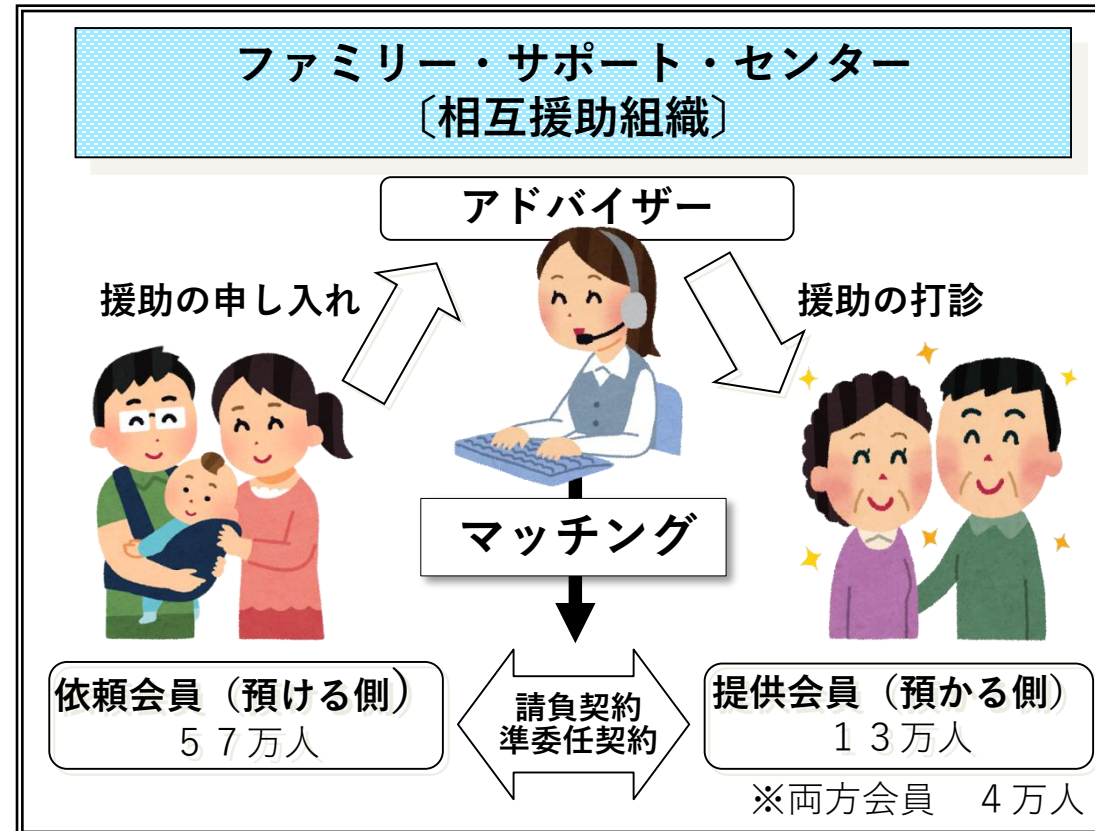 ファミリー・サポート・センター
〔相互援助組織〕
アドバイザー
援助の申し入れ
援助の打診
マッチング
依頼会員（預ける側）
５７万人
請負契約
準委任契約
提供会員（預かる側）
１３万人
※両方会員　４万人